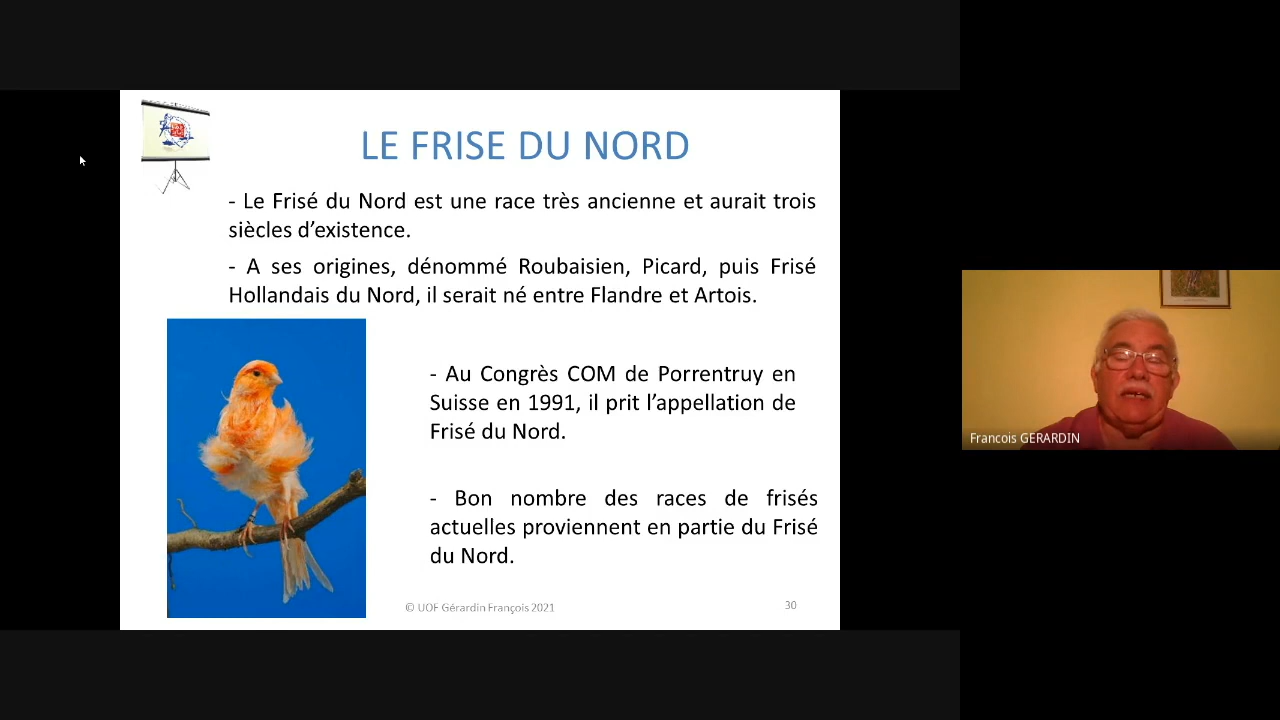 LE FRISE DU NORD
- Le Frisé du Nord est une race très ancienne et aurait trois
siècles d’existence.
- A ses origines, dénommé Roubaisien, Picard, puis Frisé
Hollandais du Nord, il serait né entre Flandre et Artois.
- Au Congrès COM de Porrentruy en
Suisse en 1991, il prit l’appellation de
Frisé du Nord.
- Bon nombre des races de frisés
actuelles proviennent en partie du Frisé
du Nord.
© UOF Gérardin François 2021
30
Francois GERARDIN